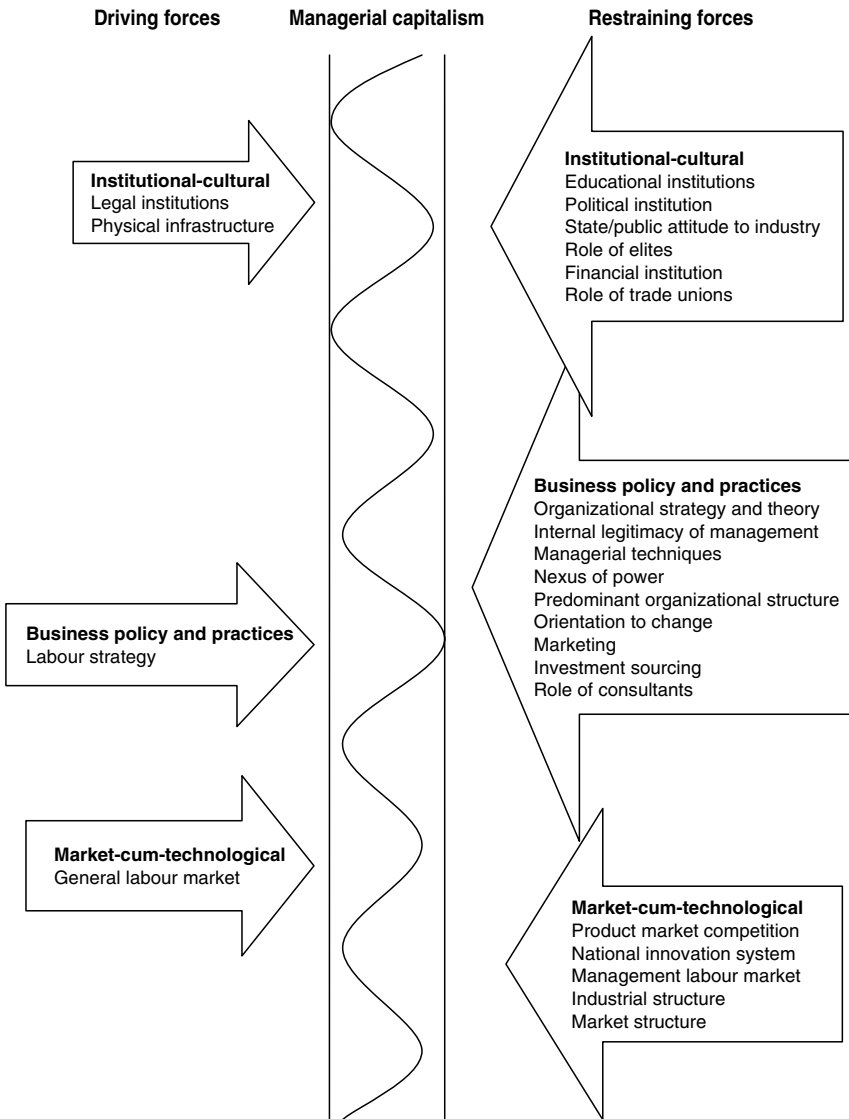 Driving forces
Managerial capitalism
Restraining forces
Institutional-cultural
Legal institutions
Physical infrastructure
Institutional-cultural
Educational institutions
Political institution
State/public attitude to industry
Role of elites
Financial institution
Role of trade unions
Business policy and practices
Labour strategy
Business policy and practices
Organizational strategy and theory
Internal legitimacy of management
Managerial techniques
Nexus of power
Predominant organizational structure
Orientation to change
Marketing
Investment sourcing
Role of consultants
Market-cum-technological
General labour market
Market-cum-technological
Product market competition
National innovation system
Management labour market
Industrial structure
Market structure